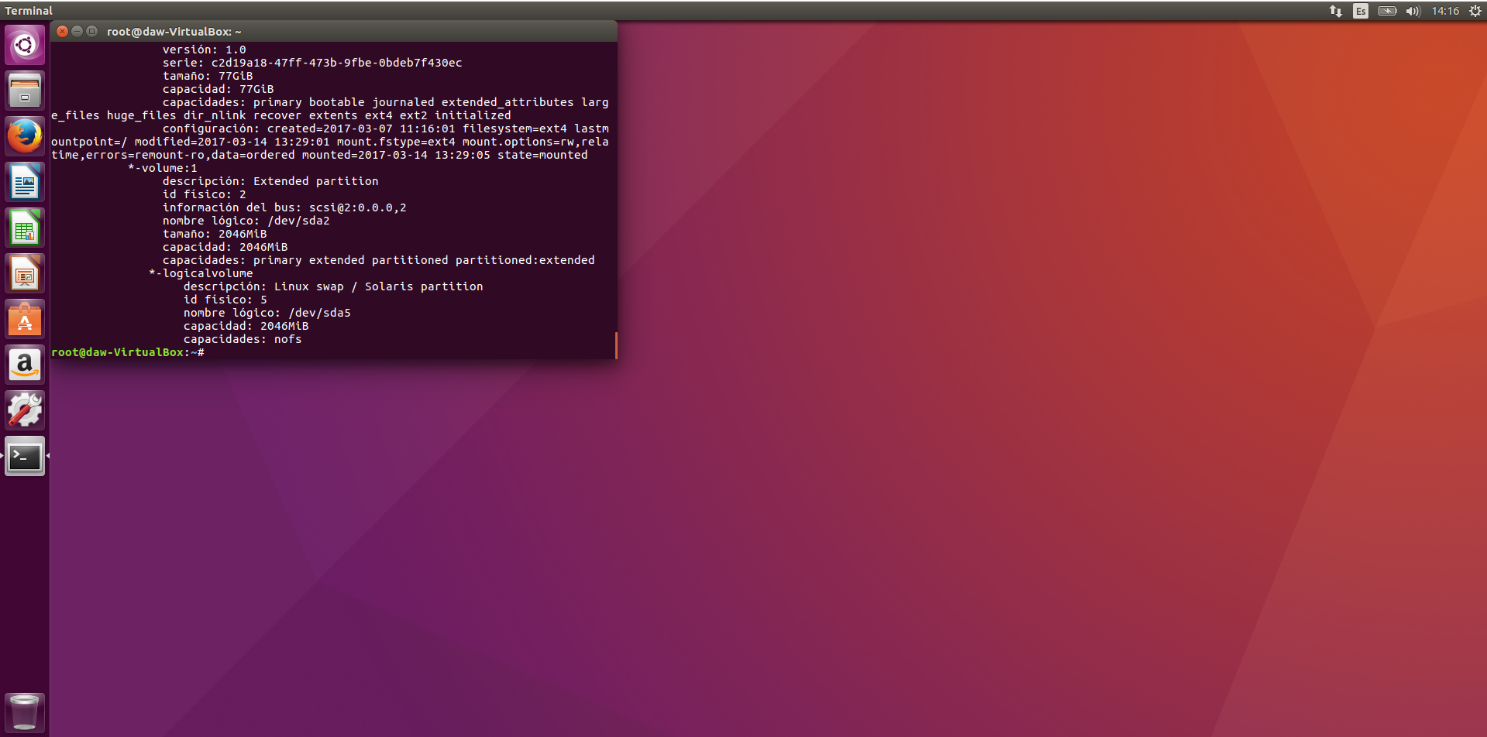 Terminal
Es
14:16
root@daw-VirtualBox: ~
versión: 1.0
serie: c2d19a18-47ff-473b-9fbe-0bdeb7f430ec
tamaño: 77GiB
capacidad: 77GiB
capacidades: primary bootable journaled extended_attributes larg
e_files huge_files dir_nlink recover extents ext4 ext2 initialized
configuración: created=2017-03-07 11:16:01 filesystem=ext4 lastm
ountpoint=/ modified=2017-03-14 13:29:01 mount.fstype=ext4 mount.options=rw,rela
time,errors=remount-ro,data=ordered mounted=2017-03-14 13:29:05 state=mounted
*-volume:1
descripción: Extended partition
id físico: 2
información del bus: scsi@2:0.0.0,2
nombre lógico: /dev/sda2
tamaño: 2046MiB
capacidad: 2046MiB
capacidades: primary extended partitioned partitioned:extended
*-logicalvolume
descripción: Linux swap / Solaris partition
id físico: 5
nombre lógico: /dev/sda5
capacidad: 2046MiB
capacidades: nofs
root@daw-VirtualBox:~#